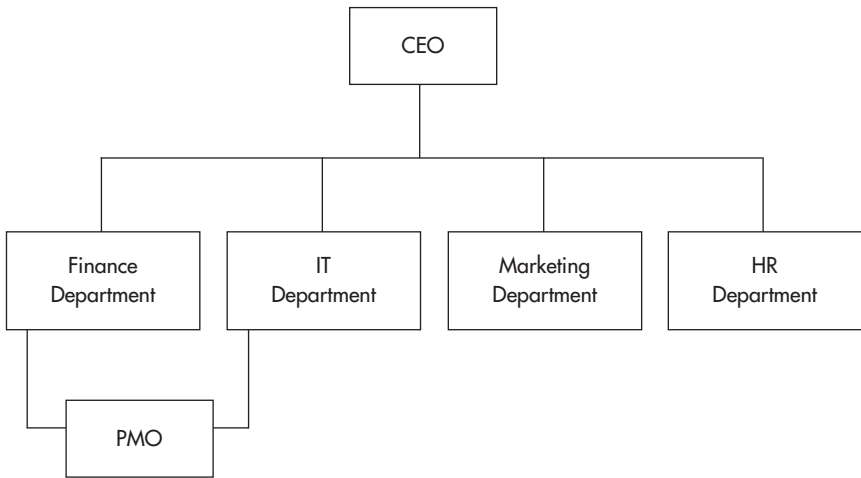 CEO
Finance
Department
IT
Department
Marketing
Department
HR
Department
PMO